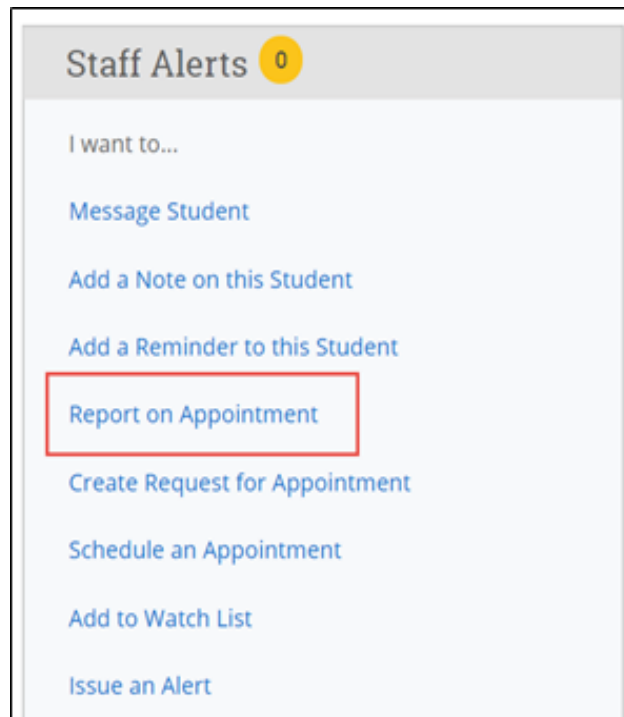 Staff Alerts 0
I want to...
Message Student
Add a Note on this Student
Add a Reminder to this Student
Report on Appointment
Create Request for Appointment
Schedule an Appointment
Add to Watch List
Issue an Alert